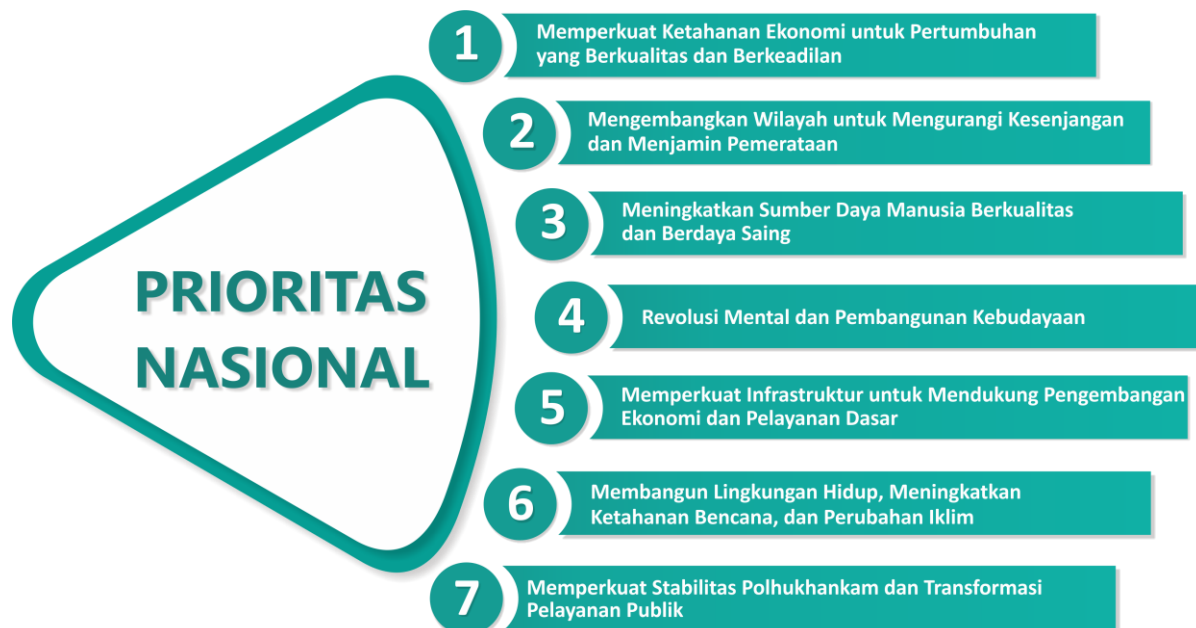 PRIORITAS
NASIONAL
1
Memperkuat Ketahanan Ekonomi untuk Pertumbuhan
yang Berkualitas dan Berkeadilan
2
Mengembangkan Wilayah untuk Mengurangi Kesenjangan
dan Menjamin Pemerataan
3
Meningkatkan Sumber Daya Manusia Berkualitas
dan Berdaya Saing
4
Revolusi Mental dan Pembangunan Kebudayaan
5
Memperkuat Infrastruktur untuk Mendukung Pengembangan
Ekonomi dan Pelayanan Dasar
6
Membangun Lingkungan Hidup, Meningkatkan
Ketahanan Bencana, dan Perubahan Iklim
7
Memperkuat Stabilitas Polhukhankam dan Transformasi
Pelayanan Publik